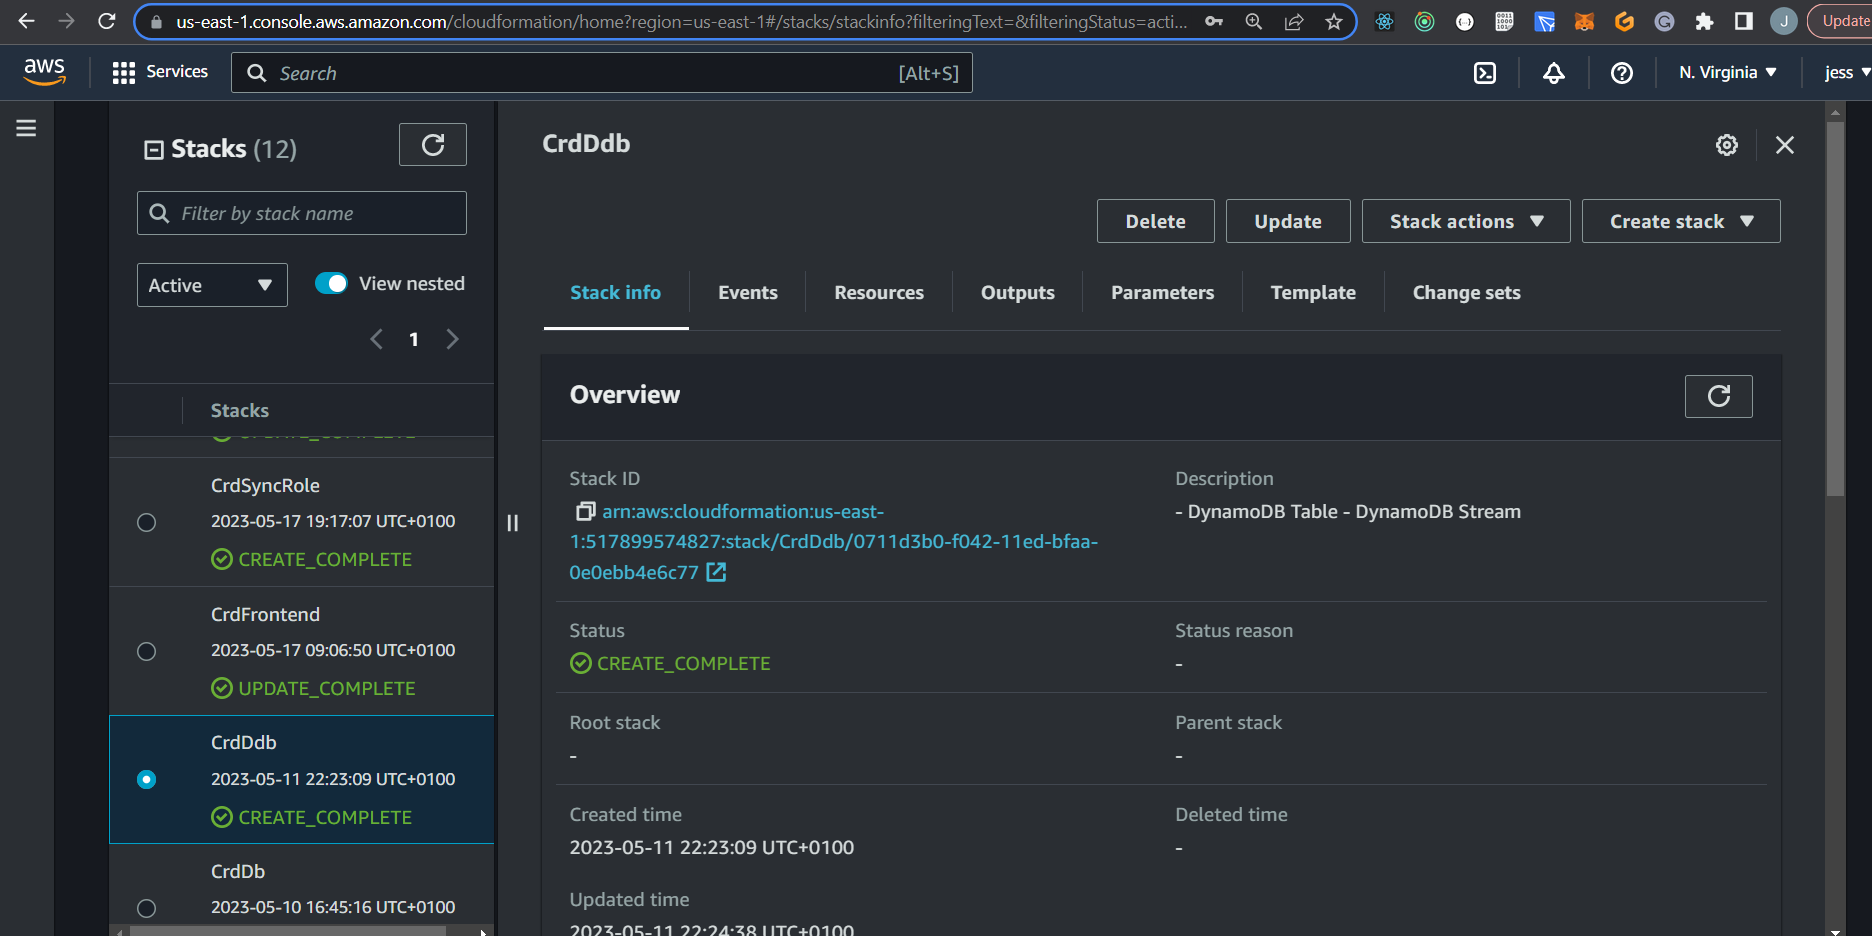 us-east-1.console.aws.amazon.com/cloudformation/home?region=us-east-1#/stacks/stackinfo?filteringText=&filteringStatus=acti...
J
Update
aws
Services
Search
[Alt+S]
N. Virginia
jess
Stacks (12)
Filter by stack name
Active
View nested
1
Stacks
UPDATE_COMPLETE
CrdSyncRole
2023-05-17 19:17:07 UTC+0100
CREATE_COMPLETE
CrdFrontend
2023-05-17 09:06:50 UTC+0100
UPDATE_COMPLETE
CrdDdb
2023-05-11 22:23:09 UTC+0100
CREATE_COMPLETE
CrdDb
2023-05-10 16:45:16 UTC+0100
CrdDdb
Delete
Update
Stack actions
Create stack
Stack info
Events
Resources
Outputs
Parameters
Template
Change sets
Overview
Stack ID
arn:aws:cloudformation:us-east-
1:517899574827:stack/CrdDdb/0711d3b0-f042-11ed-bfaa-
0e0ebb4e6c77
Description
- DynamoDB Table - DynamoDB Stream
Status
CREATE_COMPLETE
Status reason
-
Root stack
-
Parent stack
-
Created time
2023-05-11 22:23:09 UTC+0100
Deleted time
-
Updated time
2023-05-11 22:24:38 UTC+0100